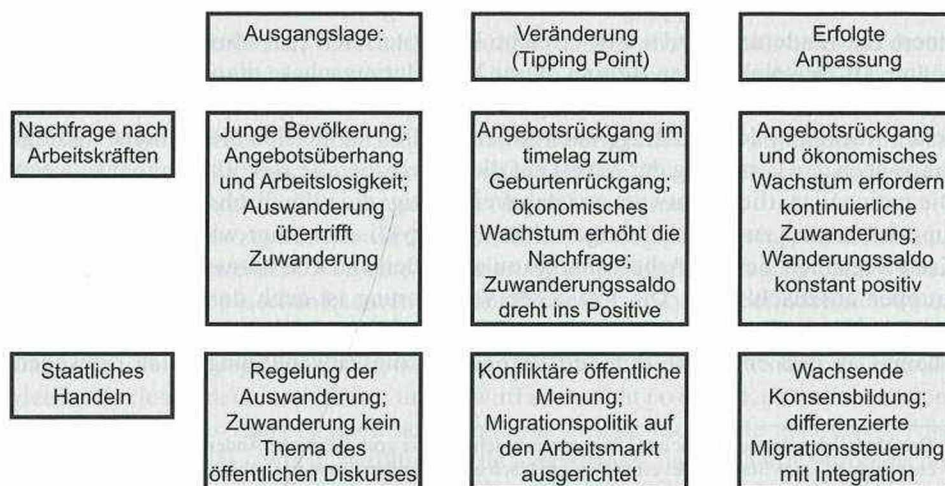 Ausgangslage:
Veränderung
(Tipping Point)
Erfolgte
Anpassung
Nachfrage nach
Arbeitskräften
Junge Bevölkerung;
Angebotsüberhang
und Arbeitslosigkeit;
Auswanderung
übertrifft
Zuwanderung
Angebotsrückgang im
timelag zum
Geburtenrückgang;
ökonomisches
Wachstum erhöht die
Nachfrage;
Zuwanderungssaldo
dreht ins Positive
Angebotsrückgang
und ökonomisches
Wachstum erfordern
kontinuierliche
Zuwanderung;
Wanderungssaldo
konstant positiv
Staatliches
Handeln
Regelung der
Auswanderung;
Zuwanderung kein
Thema des
öffentlichen Diskurses
Konfliktäre öffentliche
Meinung;
Migrationspolitik auf
den Arbeitsmarkt
ausgerichtet
Wachsende
Konsensbildung;
differenzierte
Migrationssteuerung
mit Integration